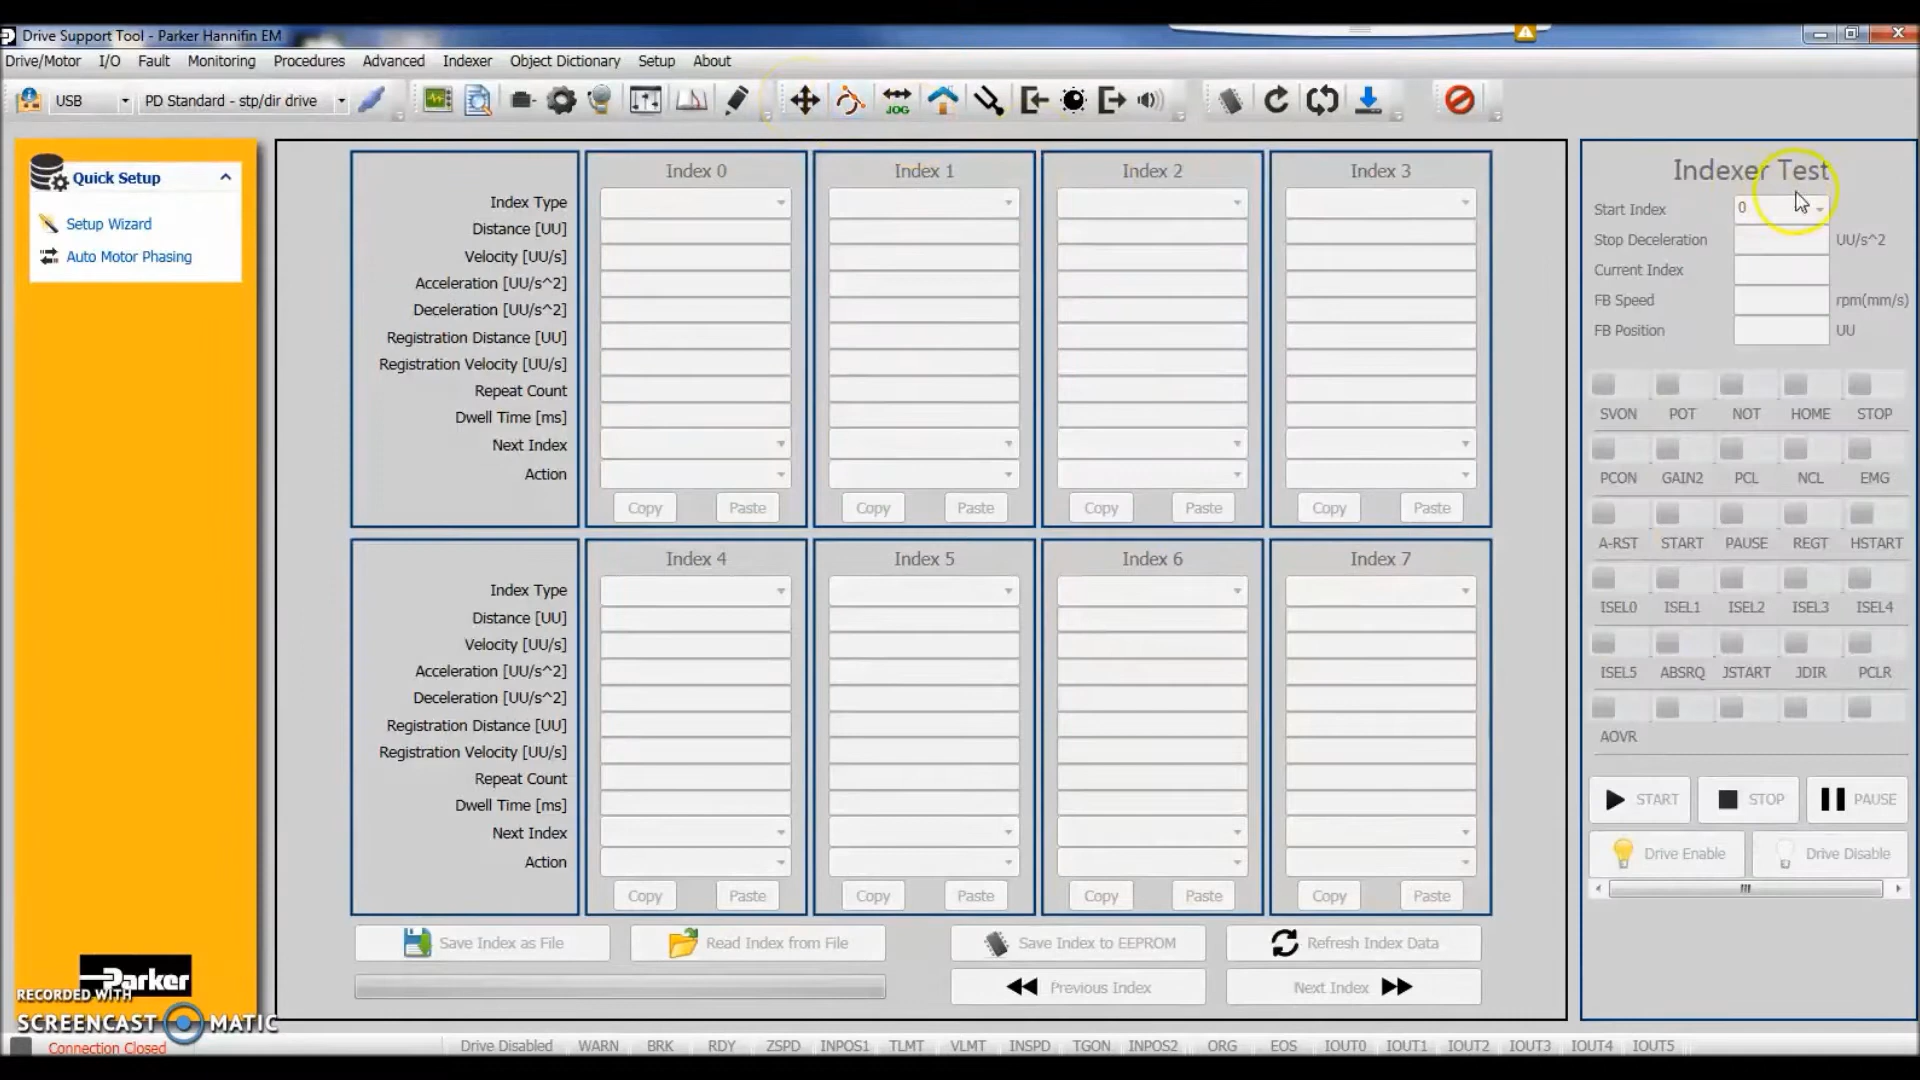 Drive Support Tool - Parker Hannifin EM
Drive/Motor I/O Fault Monitoring Procedures Advanced Indexer Object Dictionary Setup About
USB PD Standard - stp/dir drive JOG
Quick Setup
Setup Wizard
Auto Motor Phasing
Index 0 Index 1 Index 2 Index 3
Index Type
Distance [UU]
Velocity [UU/s]
Acceleration [UU/s^2]
Deceleration [UU/s^2]
Registration Distance [UU]
Registration Velocity [UU/s]
Repeat Count
Dwell Time [ms]
Next Index
Action
Copy Paste Copy Paste Copy Paste Copy Paste
Index 4 Index 5 Index 6 Index 7
Index Type
Distance [UU]
Velocity [UU/s]
Acceleration [UU/s^2]
Deceleration [UU/s^2]
Registration Distance [UU]
Registration Velocity [UU/s]
Repeat Count
Dwell Time [ms]
Next Index
Action
Copy Paste Copy Paste Copy Paste Copy Paste
Save Index as File Read Index from File Save Index to EEPROM Refresh Index Data
Previous Index Next Index
Indexer Test
Start Index 0
Stop Deceleration UU/s^2
Current Index
FB Speed rpm(mm/s)
FB Position UU
SVON POT NOT HOME STOP
PCON GAIN2 PCL NCL EMG
A-RST START PAUSE REGT HSTART
ISEL0 ISEL1 ISEL2 ISEL3 ISEL4
ISEL5 ABSRQ JSTART JDIR PCLR
AOVR
START STOP PAUSE
Drive Enable Drive Disable
Parker
RECORDED WITH
SCREENCAST MATIC
Connection Closed Drive Disabled WARN BRK RDY ZSPD INPOS1 TLMT VLMT INSPD TGON INPOS2 ORG EOS IOUT0 IOUT1 IOUT2 IOUT3 IOUT4 IOUT5